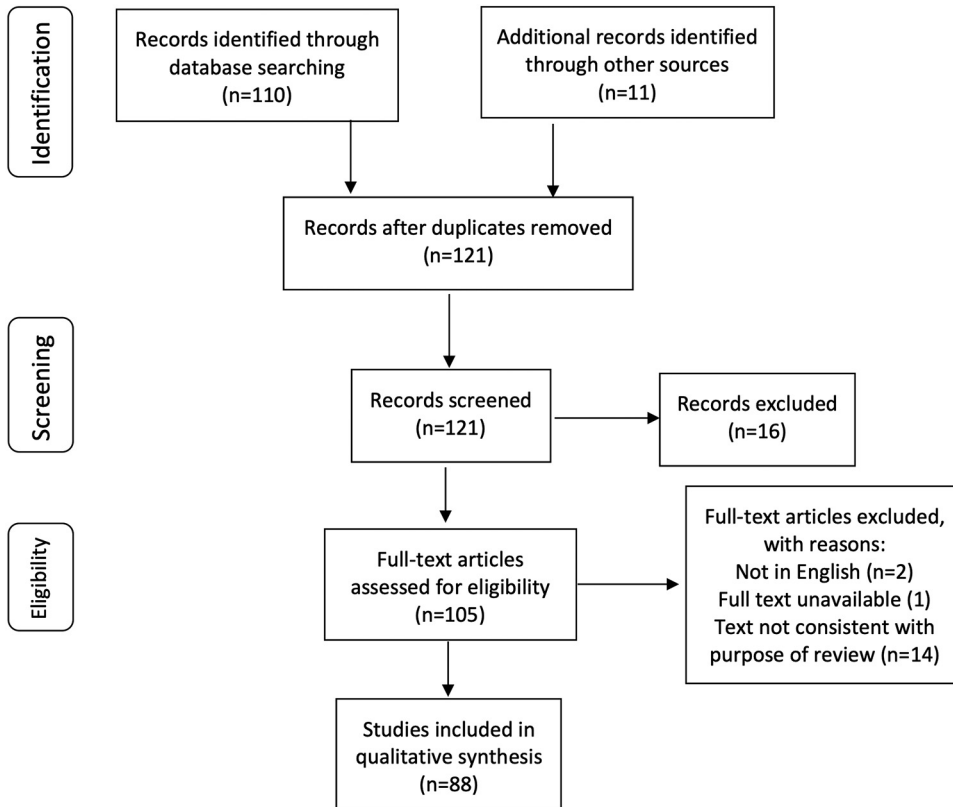 Identification
Records identified through
database searching
(n=110)
Additional records identified
through other sources
(n=11)
Records after duplicates removed
(n=121)
Screening
Records screened
(n=121)
Records excluded
(n=16)
Eligibility
Full-text articles
assessed for eligibility
(n=105)
Full-text articles excluded,
with reasons:
Not in English (n=2)
Full text unavailable (1)
Text not consistent with
purpose of review (n=14)
Studies included in
qualitative synthesis
(n=88)